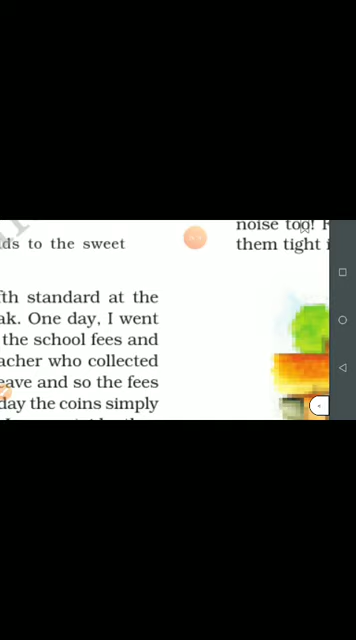 ds to the sweet
fth standard at the
ak. One day, I went
the school fees and
acher who collected
eave and so the fees
day the coins simply
noise too!
them tight